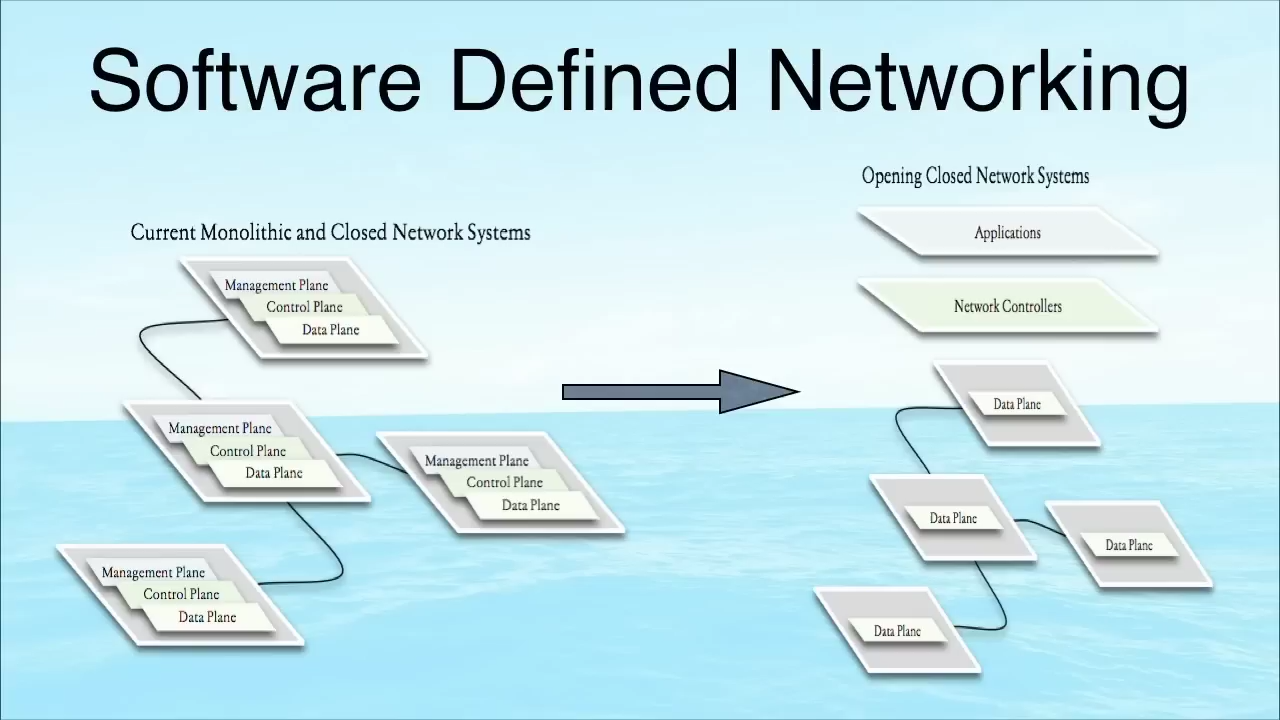 Software Defined Networking
Current Monolithic and Closed Network Systems
Management Plane
Control Plane
Data Plane
Management Plane
Control Plane
Data Plane
Management Plane
Control Plane
Data Plane
Management Plane
Control Plane
Data Plane
Opening Closed Network Systems
Applications
Network Controllers
Data Plane
Data Plane
Data Plane
Data Plane